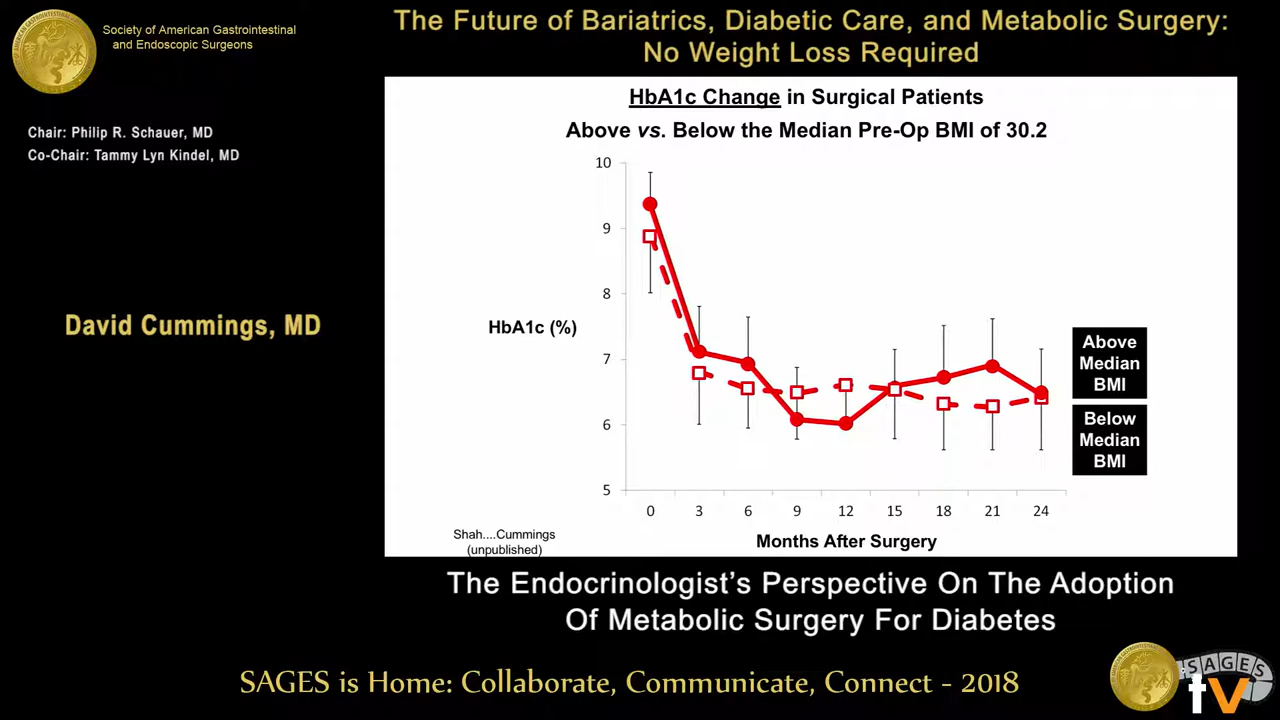 Society of American Gastrointestinal
and Endoscopic Surgeons
The Future of Bariatrics, Diabetic Care, and Metabolic Surgery:
No Weight Loss Required
Chair: Philip R. Schauer, MD
Co-Chair: Tammy Lyn Kindel, MD
David Cummings, MD
HbA1c Change in Surgical Patients
Above vs. Below the Median Pre-Op BMI of 30.2
10
9
8
7
6
5
HbA1c (%)
0 3 6 9 12 15 18 21 24
Months After Surgery
Above
Median
BMI
Below
Median
BMI
Shah....Cummings
(unpublished)
The Endocrinologist's Perspective On The Adoption
Of Metabolic Surgery For Diabetes
SAGES is Home: Collaborate, Communicate, Connect - 2018
SAGES
tv